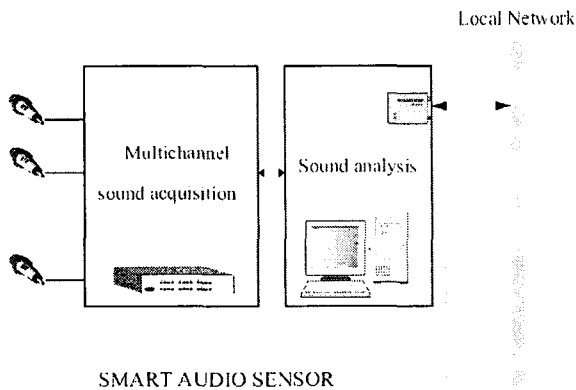 Local Network
Multichannel
sound acquisition
Sound analysis
SMART AUDIO SENSOR